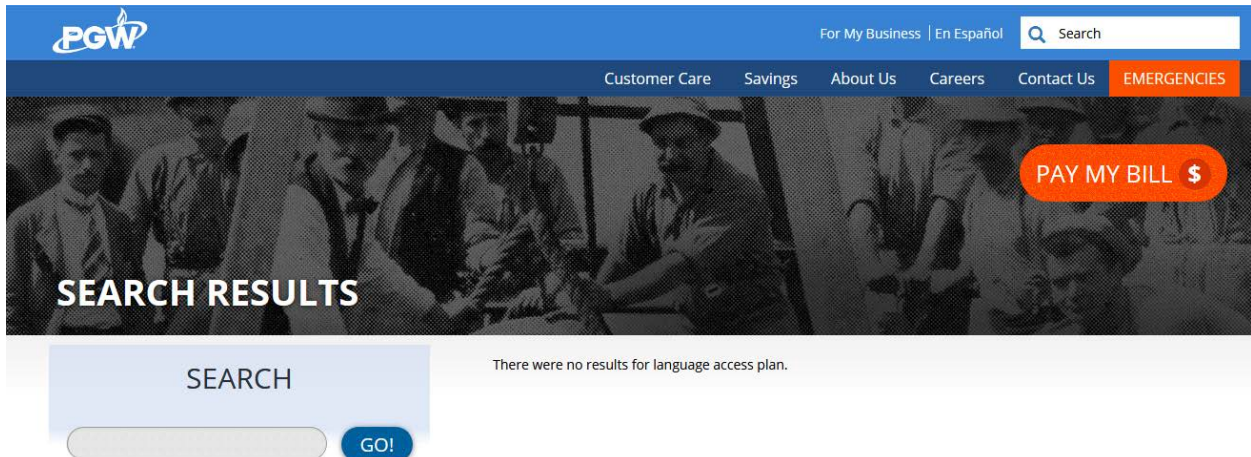 PGW
For My Business | En Español
Search
Customer Care Savings About Us Careers Contact Us EMERGENCIES
PAY MY BILL $
SEARCH RESULTS
SEARCH
There were no results for language access plan.
GO!